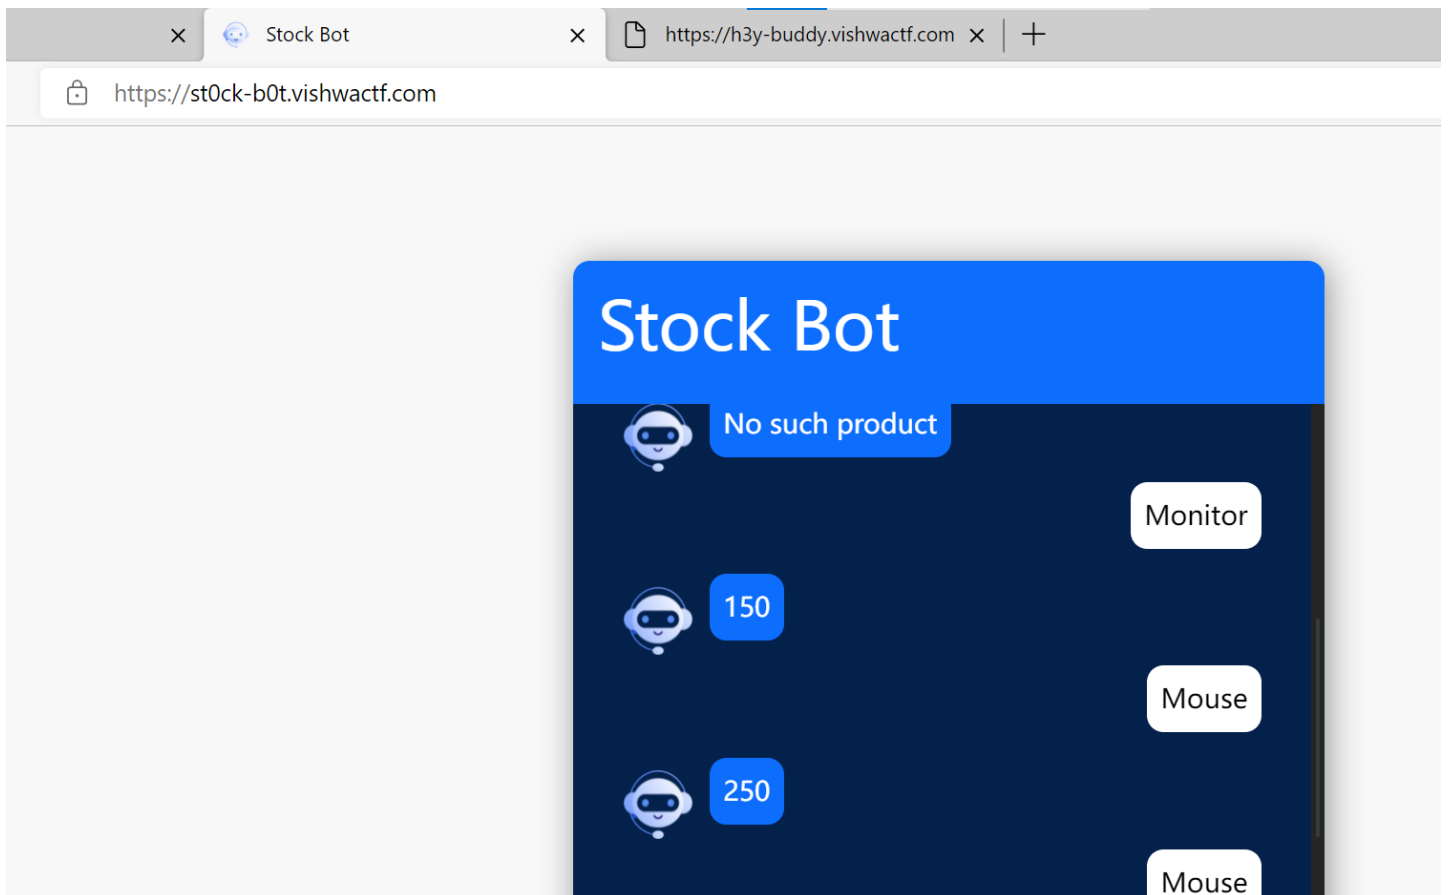 Stock Bot
https://h3y-buddy.vishwactf.com
https://st0ck-b0t.vishwactf.com
Stock Bot
No such product
Monitor
150
Mouse
250
Mouse